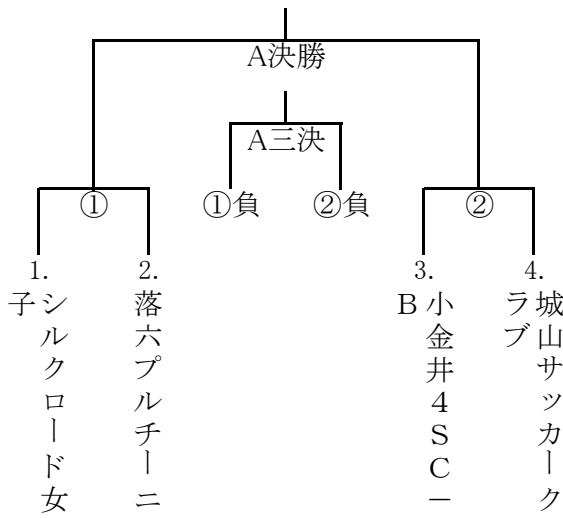 A決勝
A三決
①
①負
②負
②
1.
2.
3.
4.
シルクロード女
子
落六プルチーニ
小金井4SC－
B
城山サッカーク
ラブ